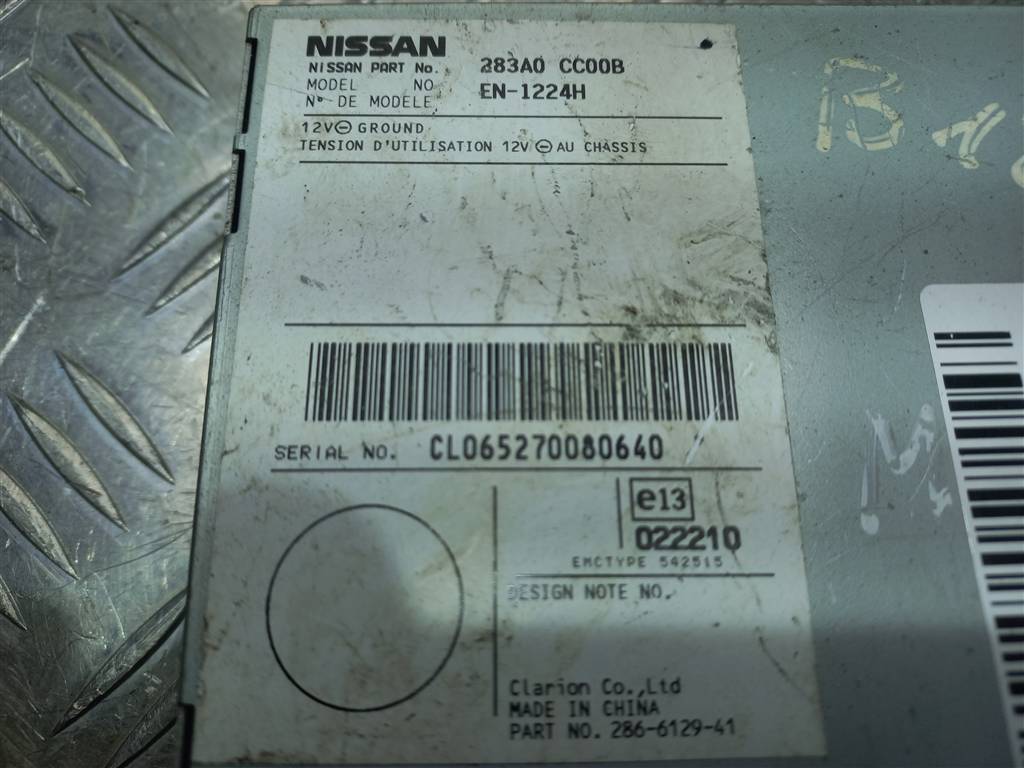 NISSAN
NISSAN PART No. 283A0 CC00B
MODEL NO EN-1224H
N° DE MODELE
12V⊖ GROUND
TENSION D'UTILISATION 12V ⊖ AU CHASSIS
SERIAL NO. CL065270080640
e13
022210
EMCTYPE 542515
DESIGN NOTE NO.
Clarion Co.,Ltd
MADE IN CHINA
PART NO. 286-6129-41